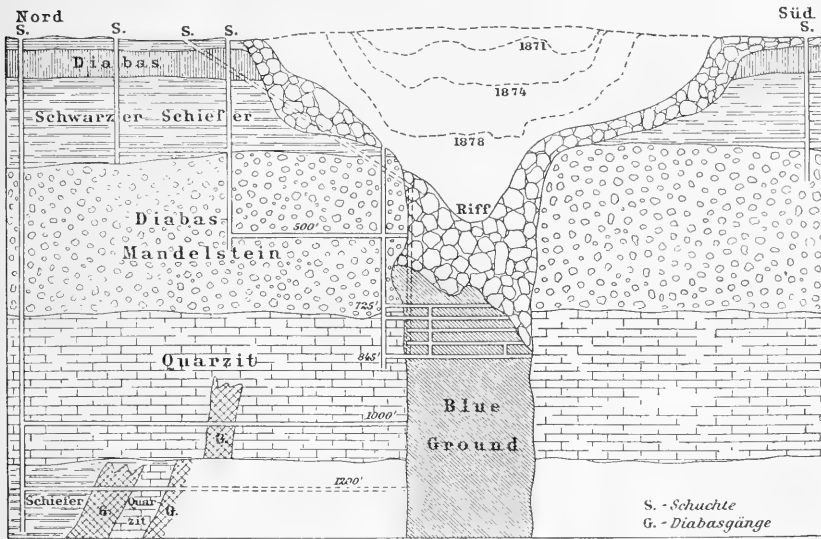 Nord
Süd
S. S. S. S. S.
1871
Diabas
1874
Schwarzer Schiefer
1878
Riff
Diabas-
500'
Mandelstein
725'
845'
Quarzit
Blue
1000'
G.
Ground
1200'
Schiefer G. Quar
zit G.
S. - Schachte
G. - Diabasgänge